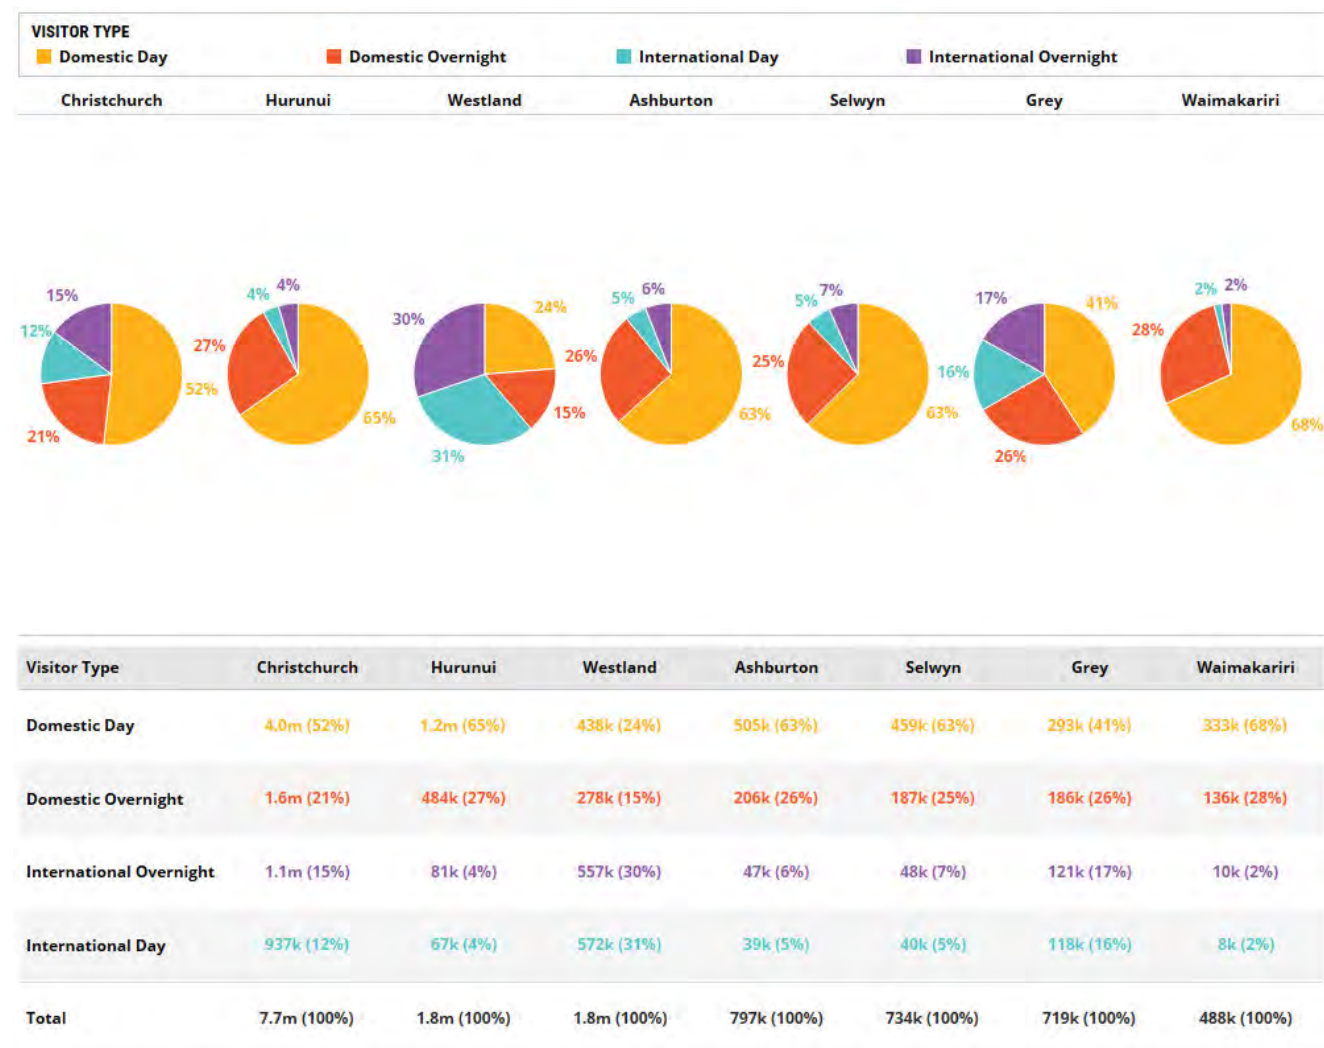 VISITOR TYPE
Domestic Day Domestic Overnight International Day International Overnight
Christchurch Hurunui Westland Ashburton Selwyn Grey Waimakariri
15% 12% 21% 52%
4% 4% 27% 65%
30% 24% 15% 31%
5% 6% 26% 63%
5% 7% 25% 63%
17% 41% 16% 26%
2% 2% 28% 68%
Visitor Type Christchurch Hurunui Westland Ashburton Selwyn Grey Waimakariri
Domestic Day 4.0m (52%) 1.2m (65%) 438k (24%) 505k (63%) 459k (63%) 293k (41%) 333k (68%)
Domestic Overnight 1.6m (21%) 484k (27%) 278k (15%) 206k (26%) 187k (25%) 186k (26%) 136k (28%)
International Overnight 1.1m (15%) 81k (4%) 557k (30%) 47k (6%) 48k (7%) 121k (17%) 10k (2%)
International Day 937k (12%) 67k (4%) 572k (31%) 39k (5%) 40k (5%) 118k (16%) 8k (2%)
Total 7.7m (100%) 1.8m (100%) 1.8m (100%) 797k (100%) 734k (100%) 719k (100%) 488k (100%)